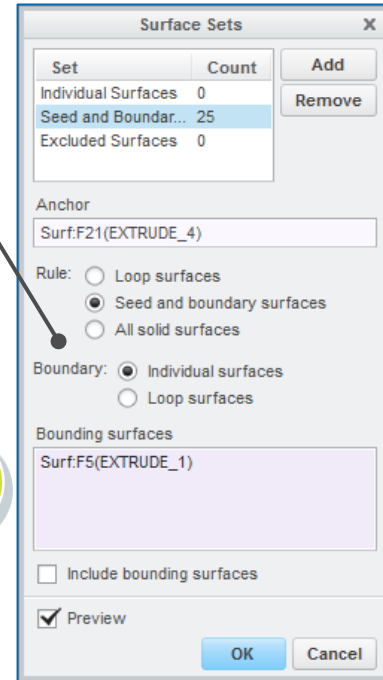 Surface Sets x
Set Count Add
Individual Surfaces 0 Remove
Seed and Boundar... 25
Excluded Surfaces 0
Anchor
Surf:F21(EXTRUDE_4)
Rule: Loop surfaces
Seed and boundary surfaces
All solid surfaces
Boundary: Individual surfaces
Loop surfaces
Bounding surfaces
Surf:F5(EXTRUDE_1)
Include bounding surfaces
Preview
OK Cancel